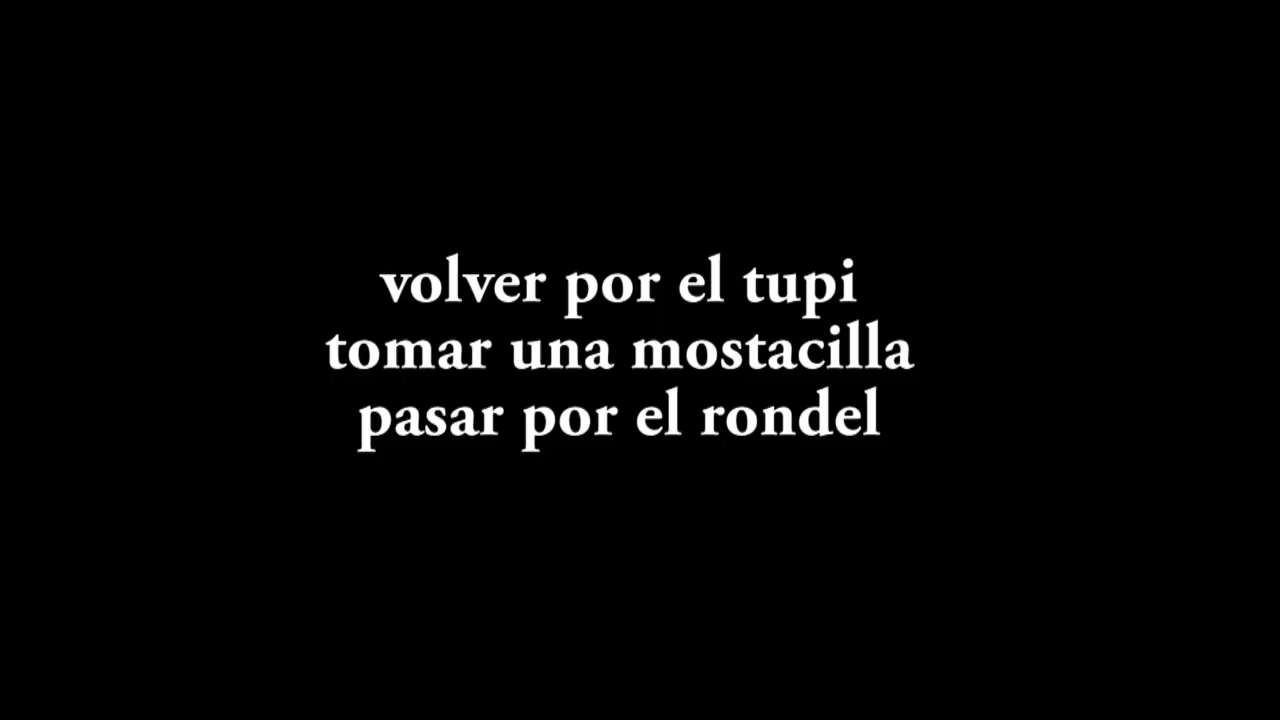 volver por el tupi
tomar una mostacilla
pasar por el rondel